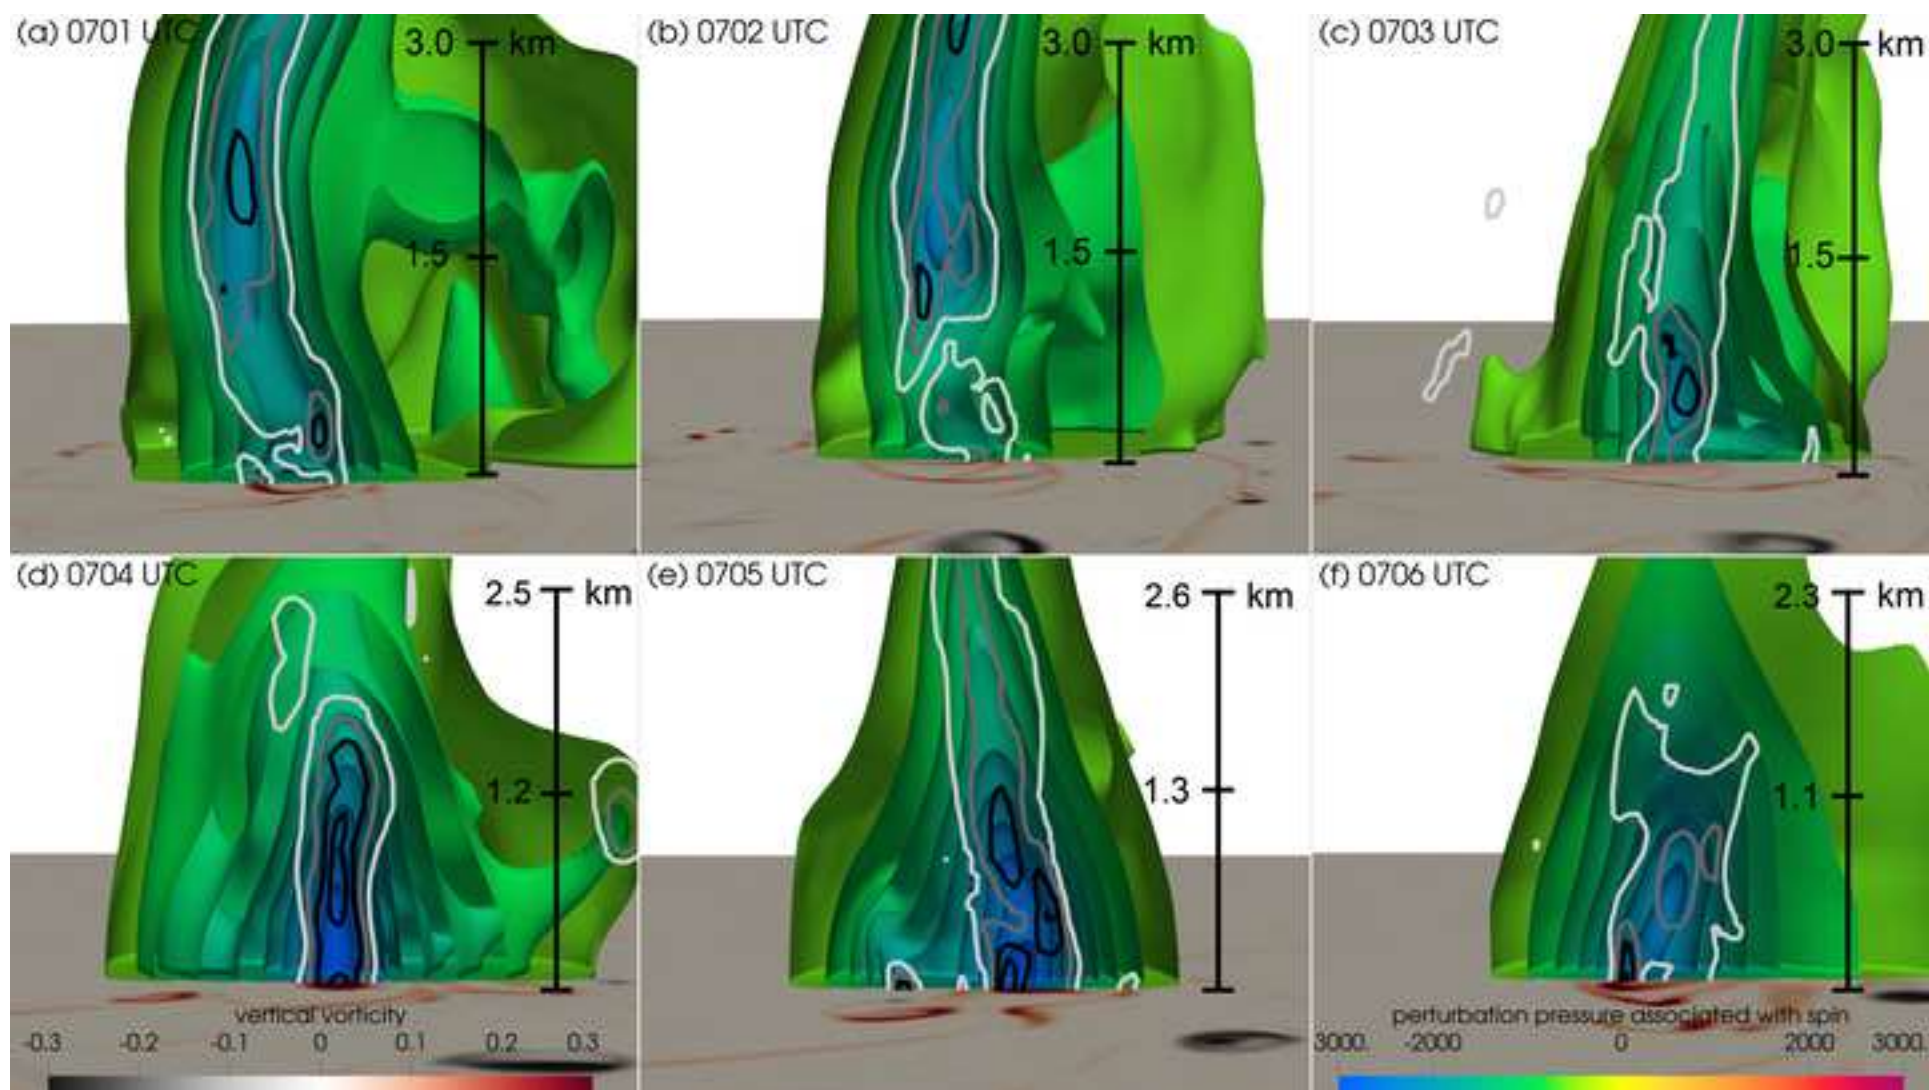 (a) 0701 UTC
3.0 km
1.5
(b) 0702 UTC
3.0 km
1.5
(c) 0703 UTC
3.0 km
1.5
(d) 0704 UTC
2.5 km
1.2
vertical vorticity
-0.3 -0.2 -0.1 0 0.1 0.2 0.3
(e) 0705 UTC
2.6 km
1.3
(f) 0706 UTC
2.3 km
1.1
perturbation pressure associated with spin
3000. -2000 0 2000 3000.